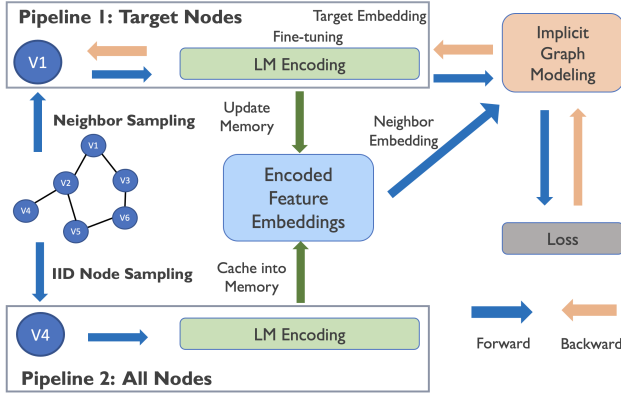 Pipeline 1: Target Nodes
Target Embedding
Fine-tuning
V1
LM Encoding
Implicit
Graph
Modeling
Update
Memory
Neighbor Sampling
Neighbor
Embedding
V1
V2
V3
V4
V5
V6
Encoded
Feature
Embeddings
Loss
IID Node Sampling
Cache into
Memory
V4
LM Encoding
Pipeline 2: All Nodes
Forward
Backward